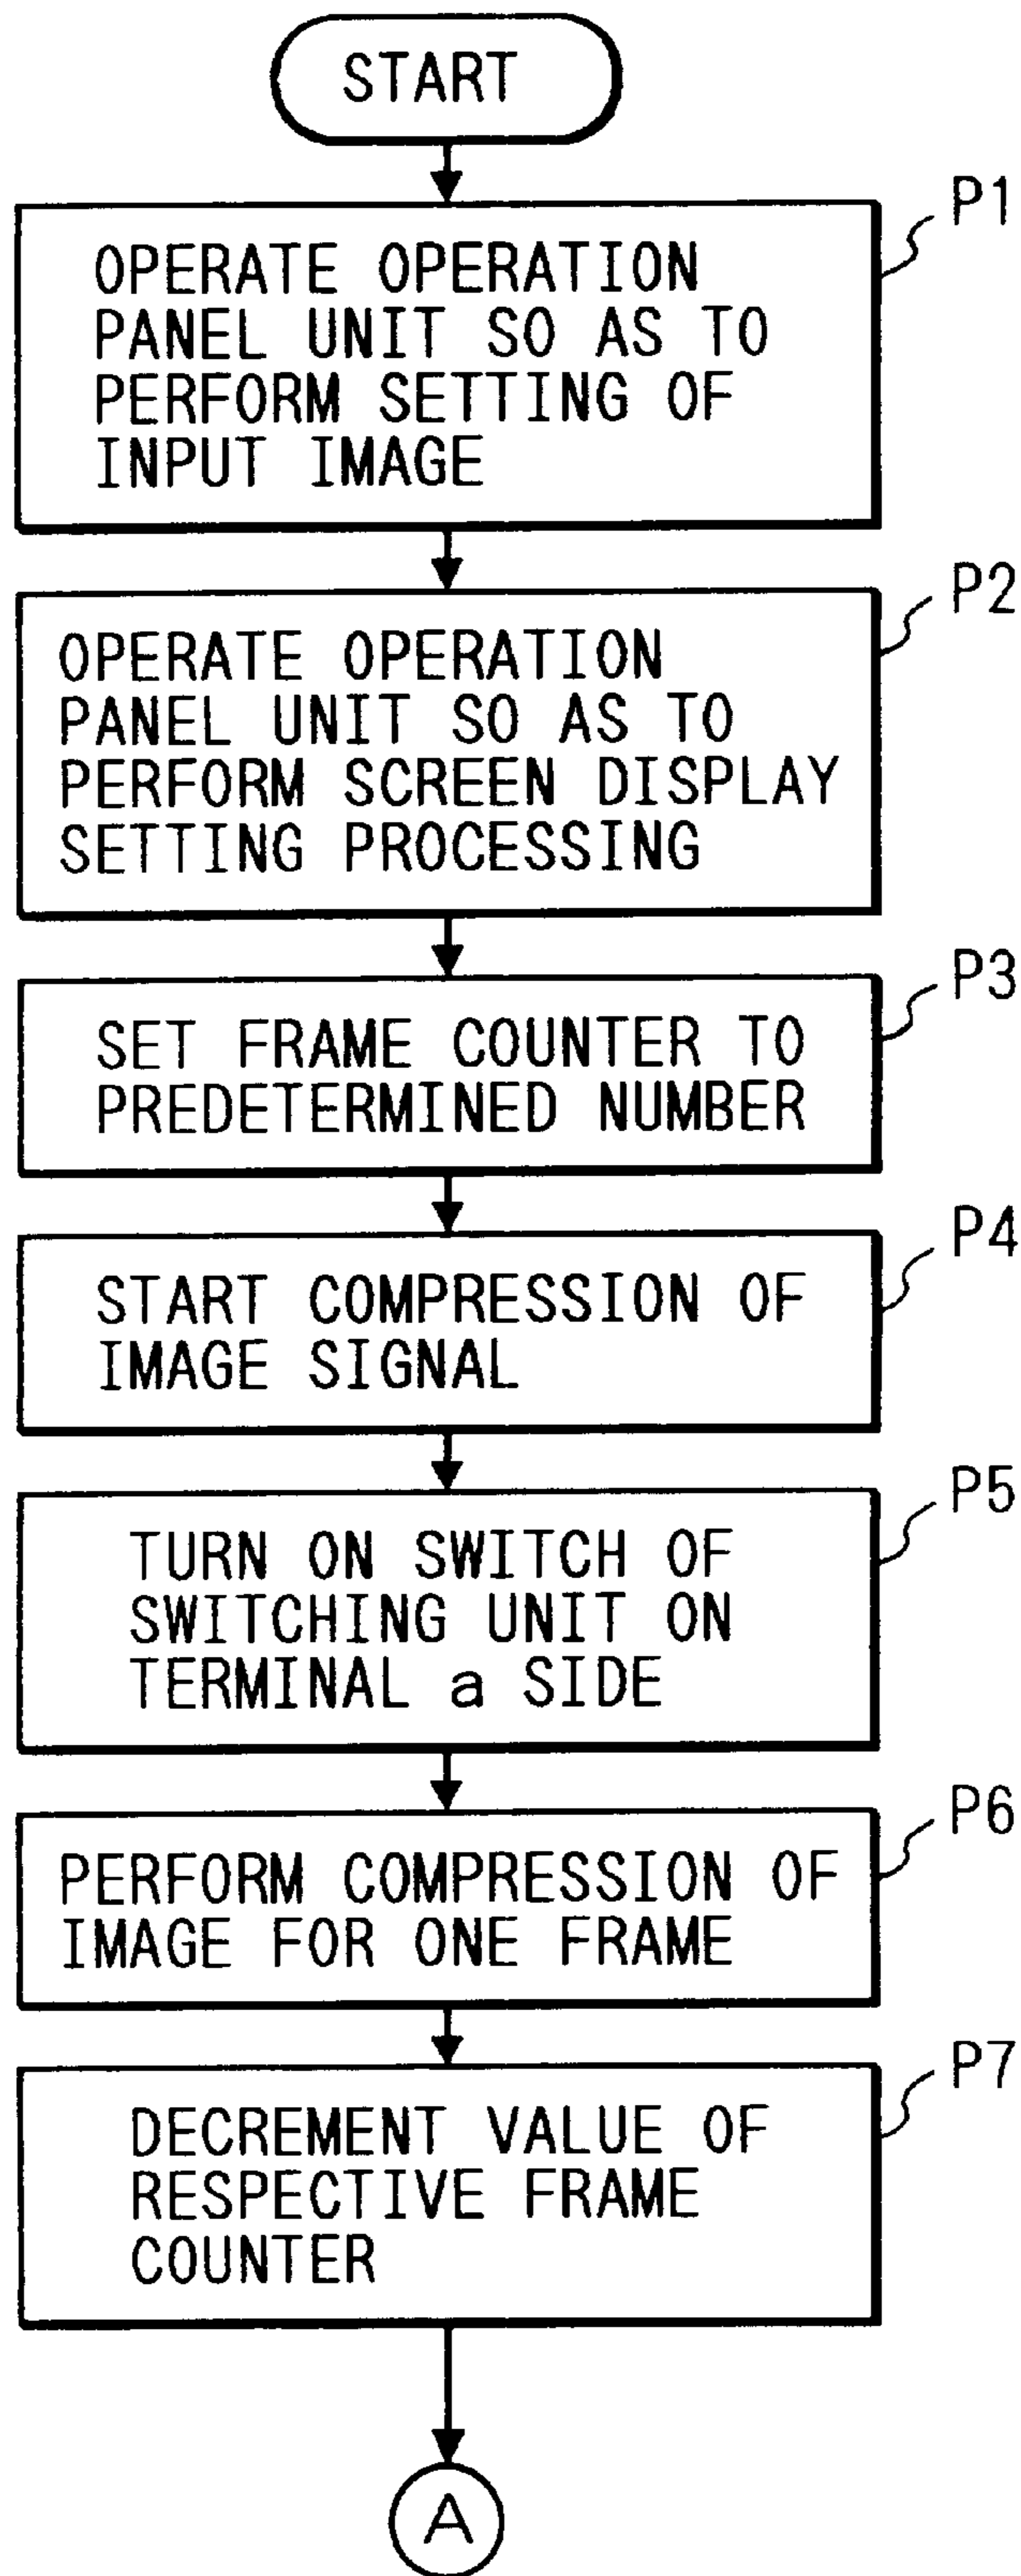 START
P1
OPERATE OPERATION
PANEL UNIT SO AS TO
PERFORM SETTING OF
INPUT IMAGE
P2
OPERATE OPERATION
PANEL UNIT SO AS TO
PERFORM SCREEN DISPLAY
SETTING PROCESSING
P3
SET FRAME COUNTER TO
PREDETERMINED NUMBER
P4
START COMPRESSION OF
IMAGE SIGNAL
P5
TURN ON SWITCH OF
SWITCHING UNIT ON
TERMINAL a SIDE
P6
PERFORM COMPRESSION OF
IMAGE FOR ONE FRAME
P7
DECREMENT VALUE OF
RESPECTIVE FRAME
COUNTER
A